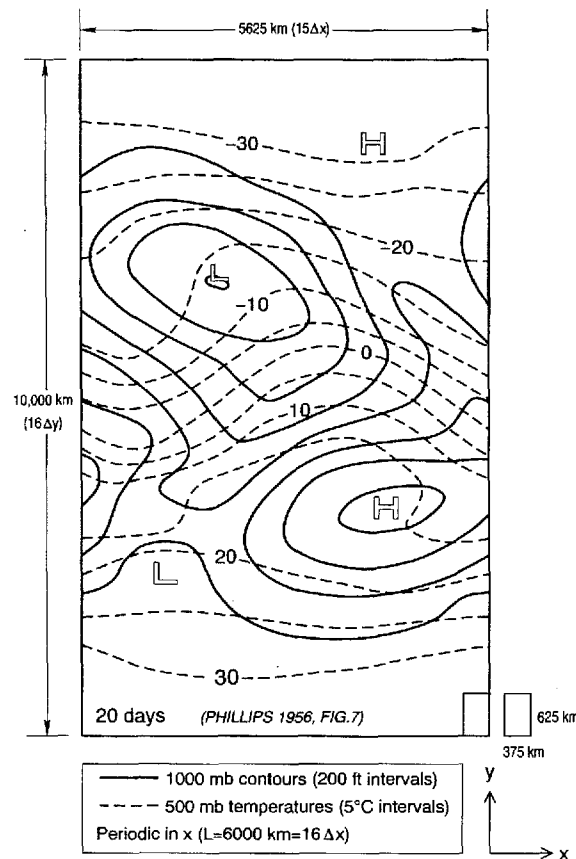 5625 km (15Δx)
−30
H
−20
L
−10
0
10,000 km
(16Δy)
10
H
20
L
30
20 days (PHILLIPS 1956, FIG.7)
625 km
375 km
1000 mb contours (200 ft intervals)
500 mb temperatures (5°C intervals)
Periodic in x (L=6000 km=16Δx)
y
x